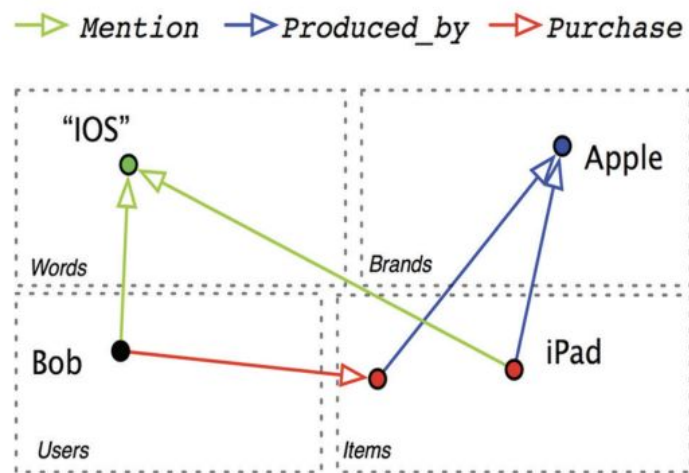 Mention Produced_by Purchase
“IOS”
Apple
Words
Brands
Bob
iPad
Users
Items